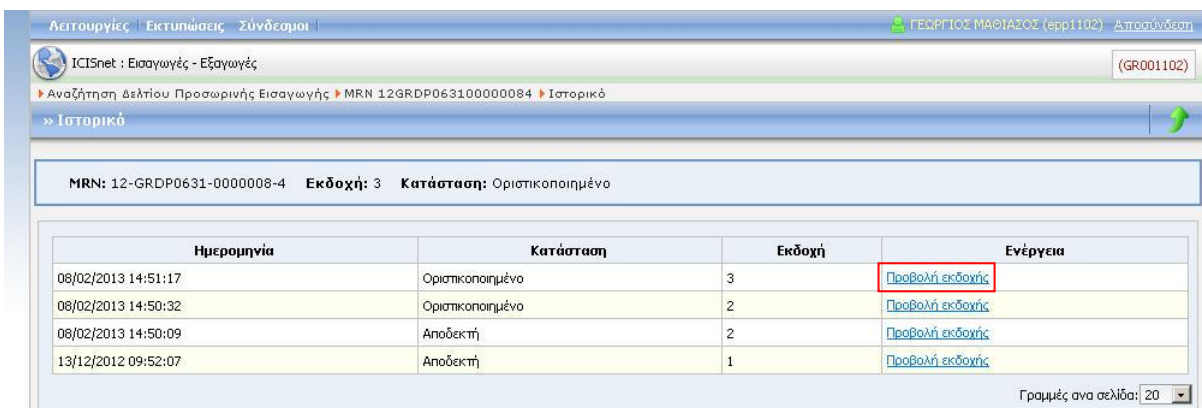 Λειτουργίες | Εκτυπώσεις | Σύνδεσμοι | ΓΕΩΡΓΙΟΣ ΜΑΘΙΑΣΟΣ (epp1102) Αποσύνδεση
ICISnet : Εισαγωγές - Εξαγωγές (GR001102)
Αναζήτηση Δελτίου Προσωρινής Εισαγωγής MRN 12GRDP063100000084 Ιστορικό
» Ιστορικό
MRN: 12-GRDP0631-0000008-4 Εκδοχή: 3 Κατάσταση: Οριστικοποιημένο
Ημερομηνία Κατάσταση Εκδοχή Ενέργεια
08/02/2013 14:51:17 Οριστικοποιημένο 3 Προβολή εκδοχής
08/02/2013 14:50:32 Οριστικοποιημένο 2 Προβολή εκδοχής
08/02/2013 14:50:09 Αποδεκτή 2 Προβολή εκδοχής
13/12/2012 09:52:07 Αποδεκτή 1 Προβολή εκδοχής
Γραμμές ανα σελίδα: 20